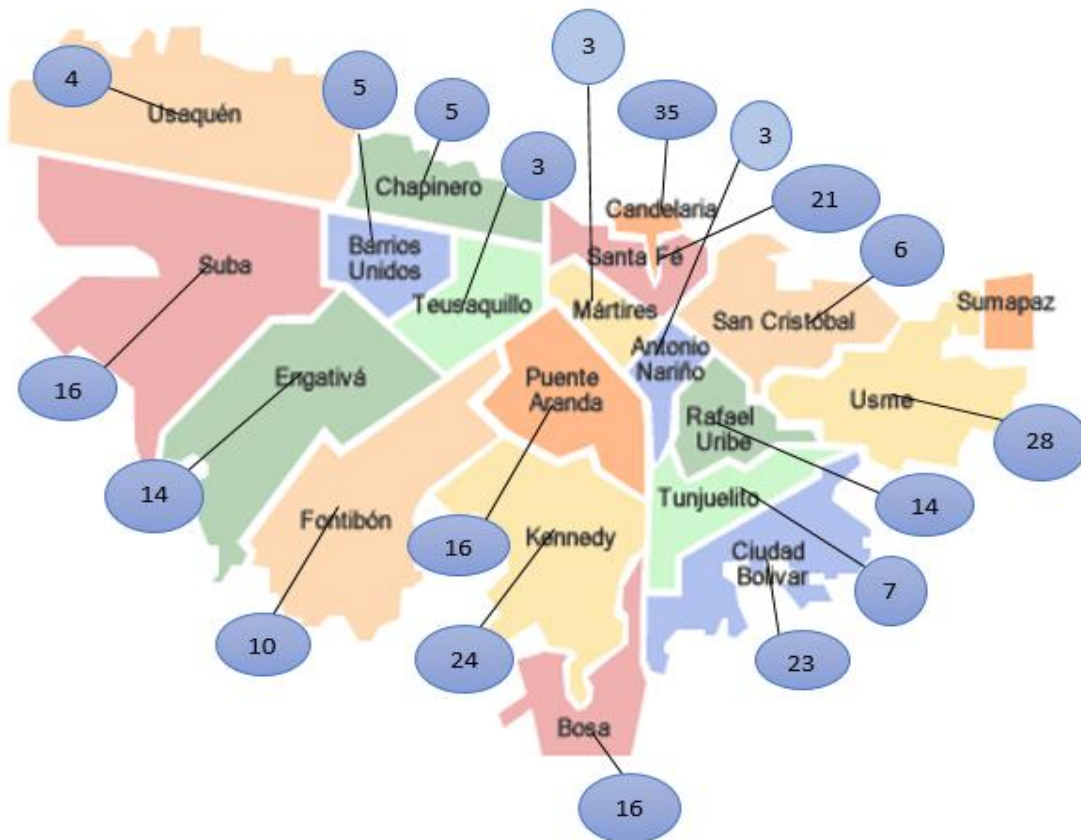 3
4
5
5
35
Usaquén
3
3
Chapinero
21
Candelaria
Barrios
Unidos
Santa Fé
6
Suba
Teusaquillo
Mártires
San Cristobal
Sumapaz
Antonio
Nariño
16
Engativá
Puente
Aranda
Usme
Rafael
Uribe
28
14
Tunjuelito
14
Fontibón
16
Kennedy
Ciudad
Bolivar
7
10
24
23
Bosa
16